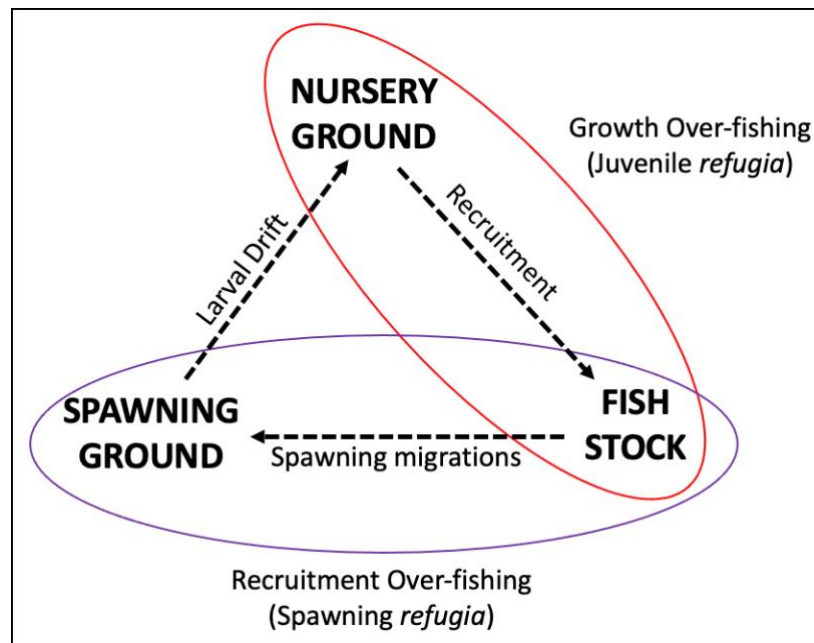 NURSERY
GROUND
Growth Over-fishing
(Juvenile refugia)
Larval Drift
Recruitment
SPAWNING
GROUND
FISH
STOCK
Spawning migrations
Recruitment Over-fishing
(Spawning refugia)